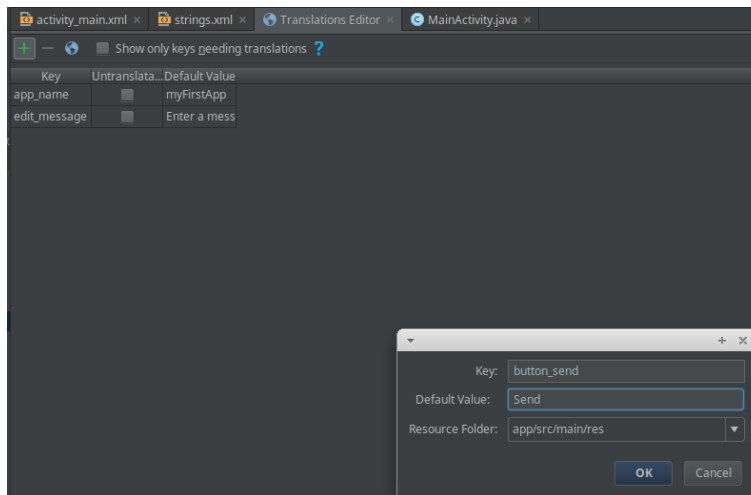 activity_main.xml × strings.xml × Translations Editor × MainActivity.java ×
Show only keys needing translations ?
Key Untranslata... Default Value
app_name myFirstApp
edit_message Enter a mess
Key: button_send
Default Value: Send
Resource Folder: app/src/main/res
OK Cancel